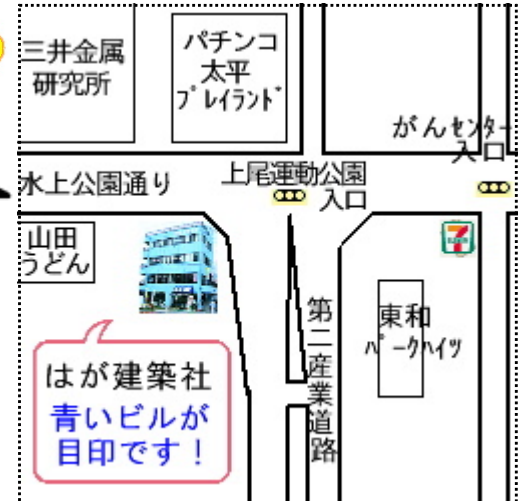 三井金属
研究所
パチンコ
太平
プレイランド
がんセンター
入口
水上公園通り
上尾運動公園
入口
山田
うどん
第二産業道路
東和
パークハイツ
はが建築社
青いビルが
目印です！